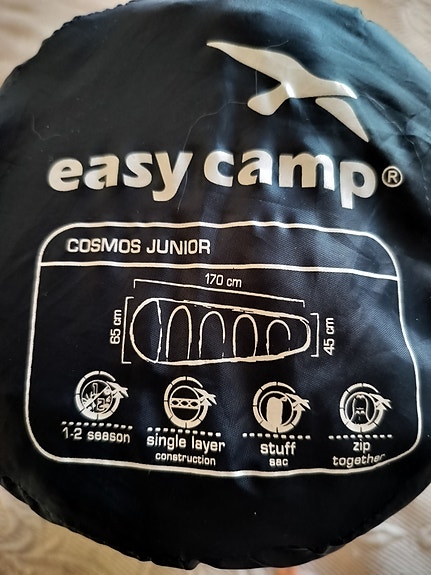 easy camp®
COSMOS JUNIOR
170 cm
65 cm
45 cm
1-2 season
single layer
construction
stuff
sac
zip
together